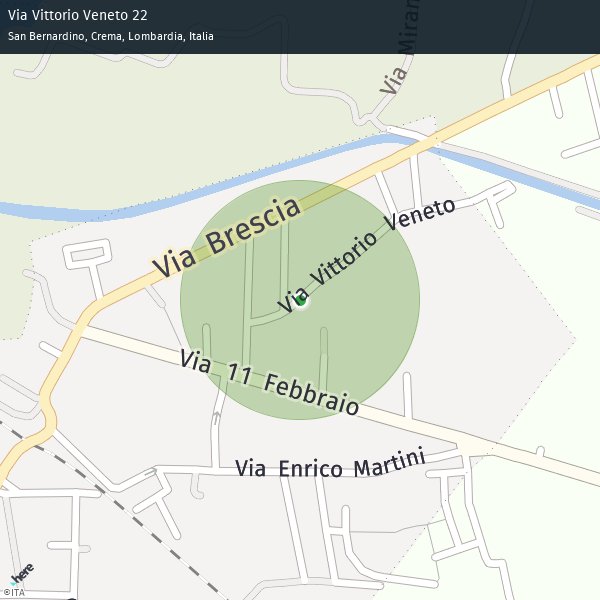 Via Vittorio Veneto 22
San Bernardino, Crema, Lombardia, Italia
Via Miran
Via Brescia
Via Vittorio Veneto
Via 11 Febbraio
Via Enrico Martini
here
©ITA